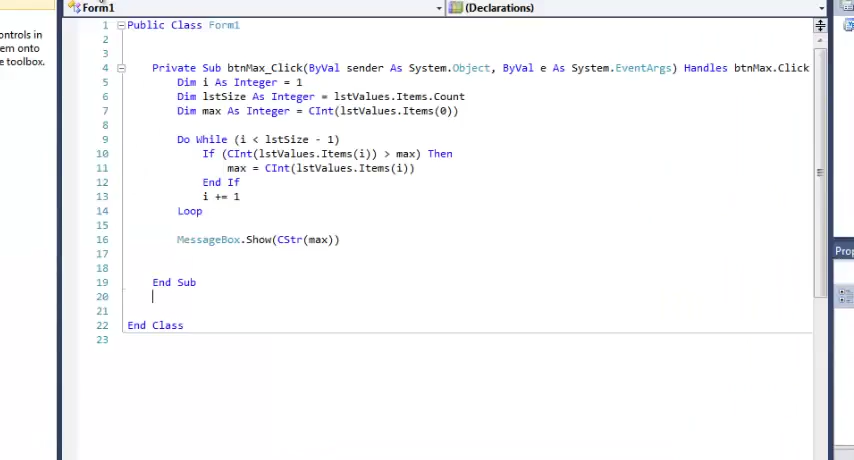 Form1
(Declarations)
ontrols in
em onto
e toolbox.
1 Public Class Form1
2
3
4 Private Sub btnMax_Click(ByVal sender As System.Object, ByVal e As System.EventArgs) Handles btnMax.Click
5 Dim i As Integer = 1
6 Dim lstSize As Integer = lstValues.Items.Count
7 Dim max As Integer = CInt(lstValues.Items(0))
8
9 Do While (i < lstSize - 1)
10 If (CInt(lstValues.Items(i)) > max) Then
11 max = CInt(lstValues.Items(i))
12 End If
13 i += 1
14 Loop
15
16 MessageBox.Show(CStr(max))
17
18
19 End Sub
20
21
22 End Class
23
Prop